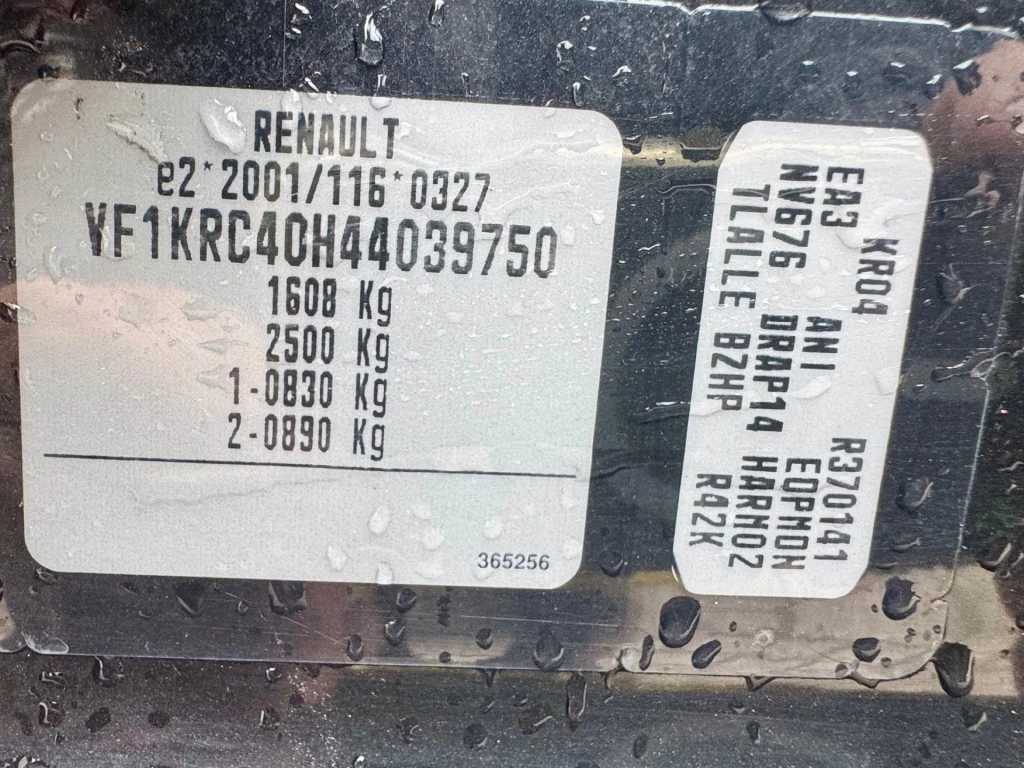 RENAULT
e2*2001/116*0327
VF1KRC40H44039750
1608 Kg
2500 Kg
1-0830 Kg
2-0890 Kg
365256
EA3 KR04 R370141
ANI EQPMON
NV676 DRAP14 HARM02
TLALLE BZHP R42K